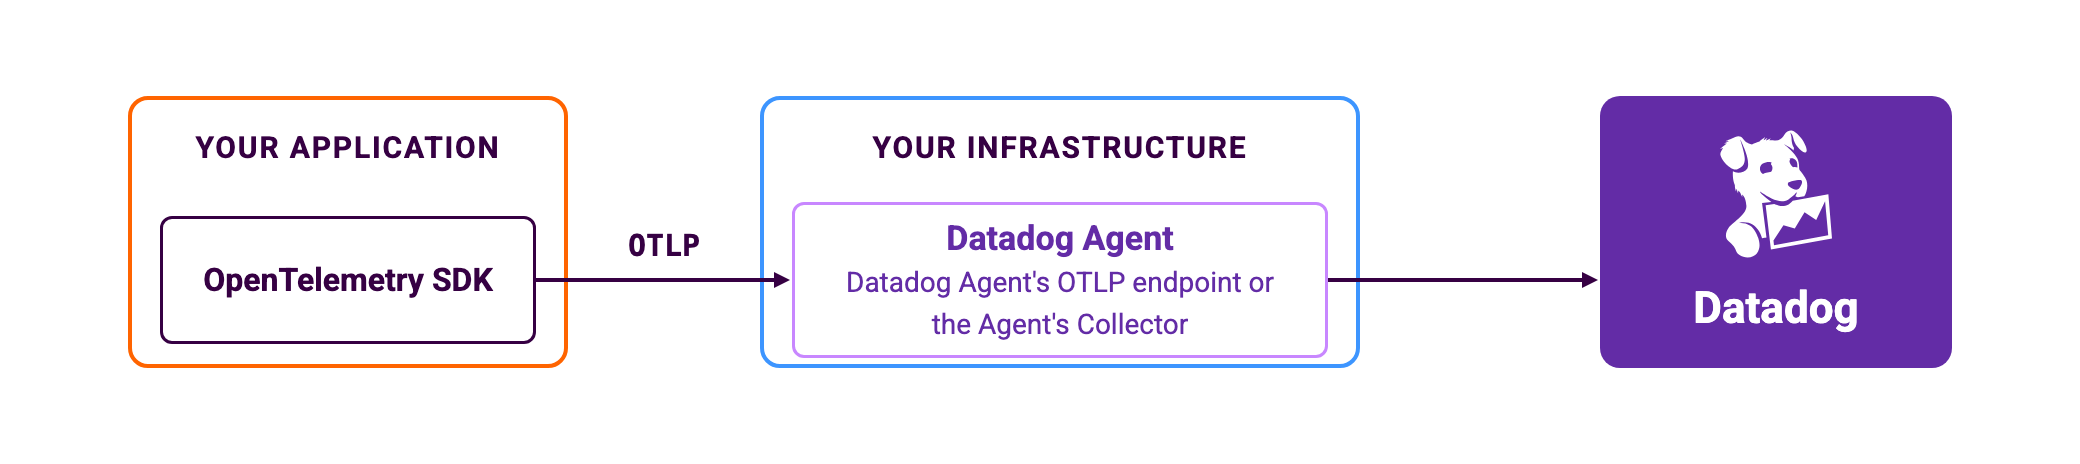 YOUR APPLICATION
OpenTelemetry SDK
OTLP
YOUR INFRASTRUCTURE
Datadog Agent
Datadog Agent's OTLP endpoint or
the Agent's Collector
Datadog